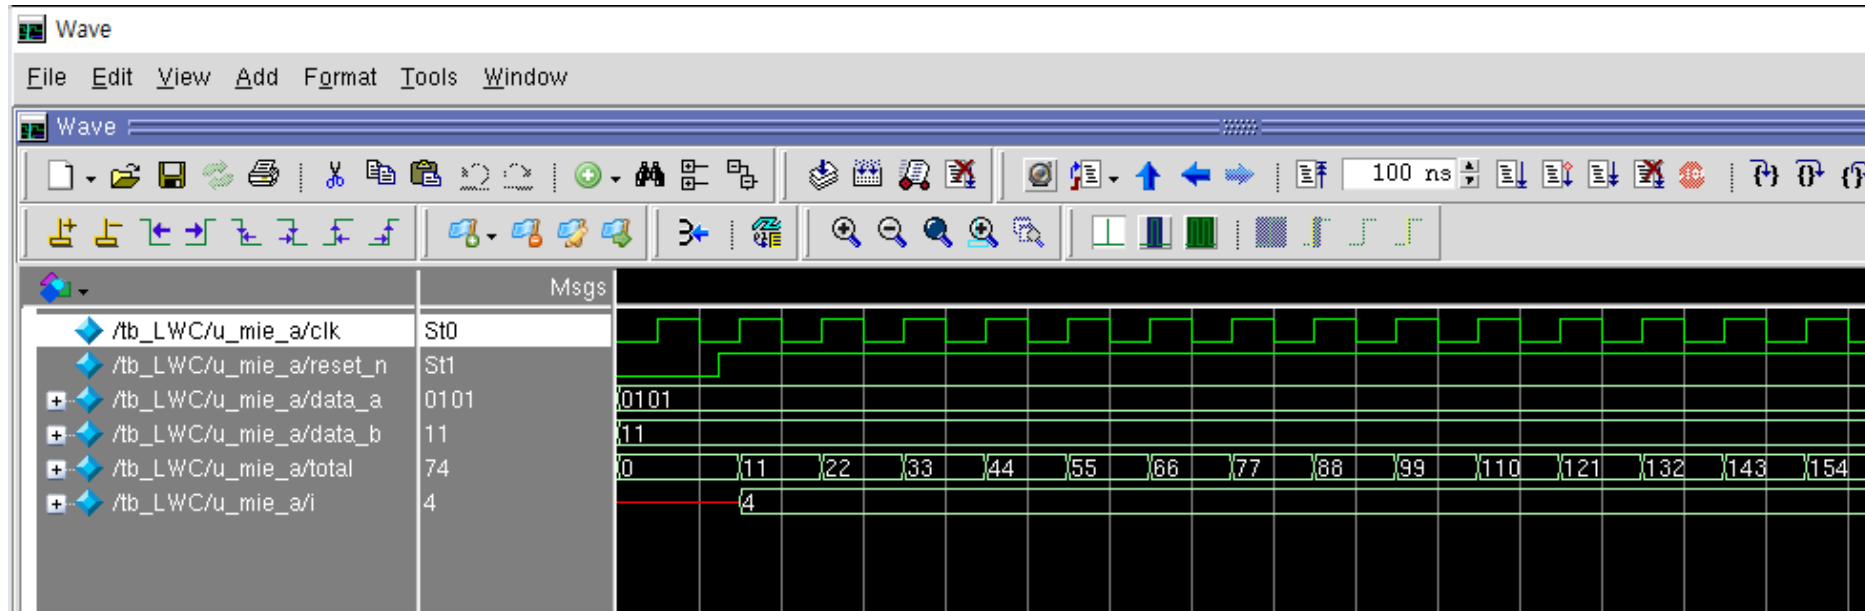 Wave
File Edit View Add Format Tools Window
Wave
100 ns
Msgs
/tb_LWC/u_mie_a/clk St0
/tb_LWC/u_mie_a/reset_n St1
/tb_LWC/u_mie_a/data_a 0101 0101
/tb_LWC/u_mie_a/data_b 11 11
/tb_LWC/u_mie_a/total 74 0 11 22 33 44 55 66 77 88 99 110 121 132 143 154
/tb_LWC/u_mie_a/i 4 4